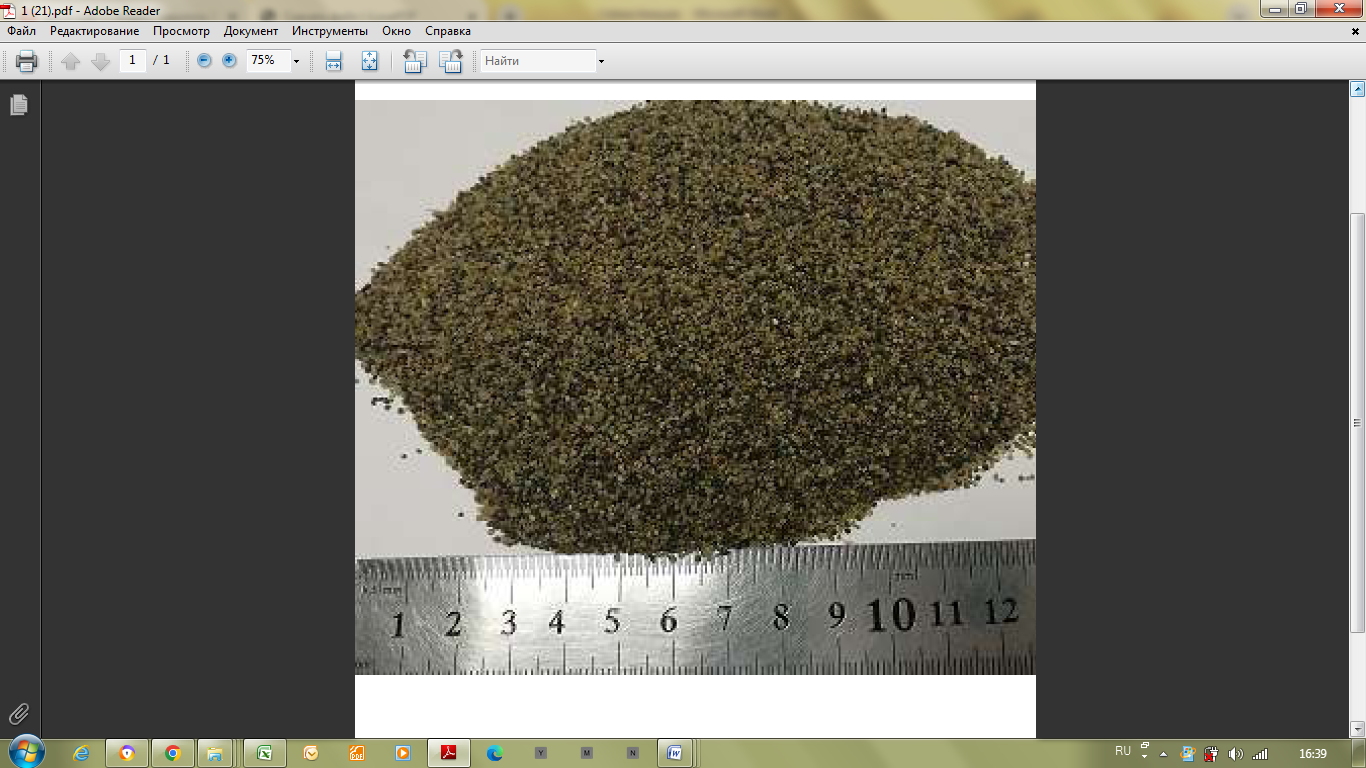 1 (21).pdf - Adobe Reader
Файл Редактирование Просмотр Документ Инструменты Окно Справка
1 / 1 75% Найти
1 2 3 4 5 6 7 8 9 10 11 12
RU 16:39